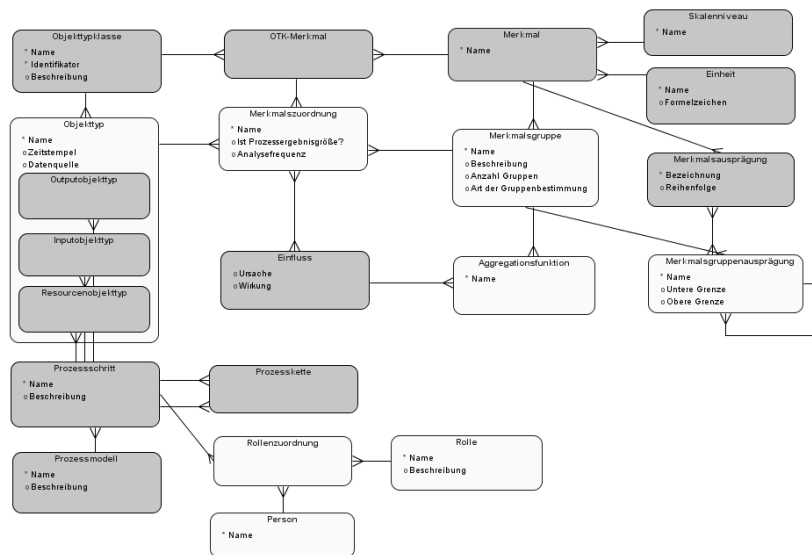 Objekttypklasse
* Name
* Identifikator
o Beschreibung
OTK-Merkmal
Merkmal
* Name
Skalenniveau
* Name
Einheit
* Name
o Formelzeichen
Objekttyp
* Name
o Zeitstempel
o Datenquelle
Outputobjekttyp
Inputobjekttyp
Resourcenobjekttyp
Merkmalszuordnung
* Name
o Ist Prozessergebnisgröße?
o Analysefrequenz
Merkmalsgruppe
* Name
o Beschreibung
o Anzahl Gruppen
o Art der Gruppenbestimmung
Merkmalsausprägung
* Bezeichnung
o Reihenfolge
Einfluss
o Ursache
o Wirkung
Aggregationsfunktion
* Name
Merkmalsgruppenausprägung
* Name
o Untere Grenze
o Obere Grenze
Prozessschritt
* Name
o Beschreibung
Prozesskette
Prozessmodell
* Name
o Beschreibung
Rollenzuordnung
Rolle
* Name
o Beschreibung
Person
* Name